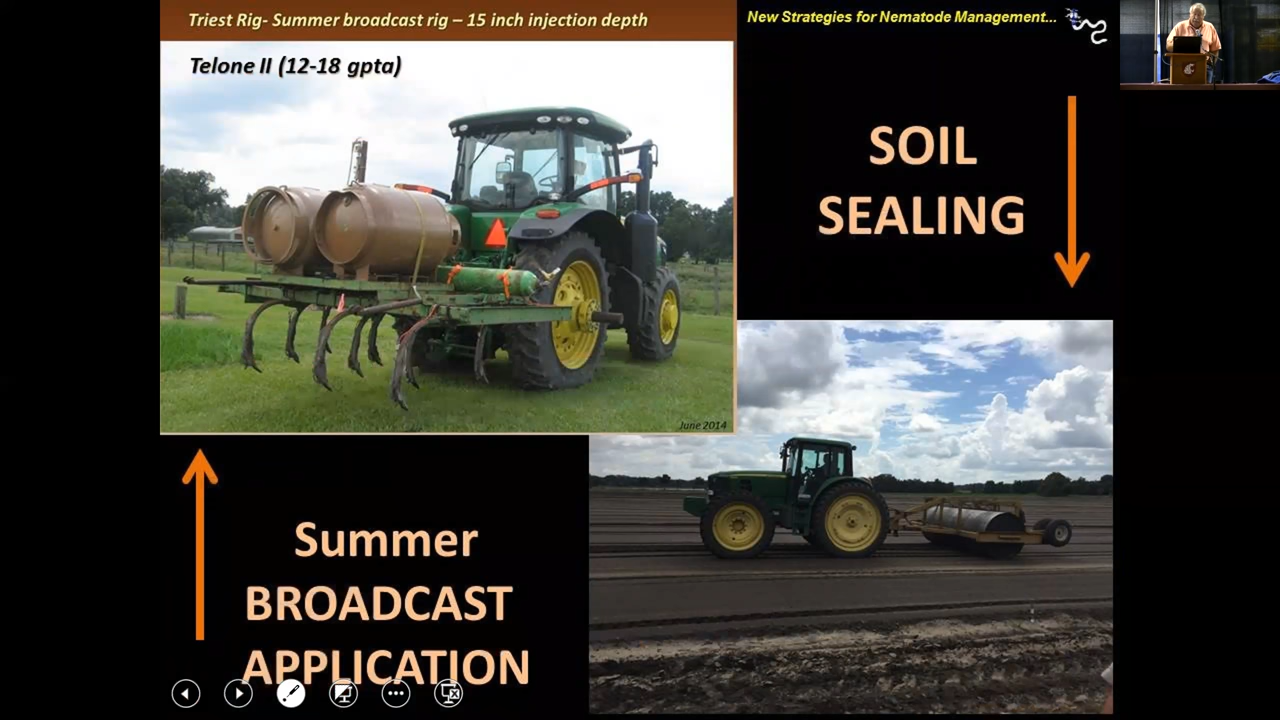 Triest Rig- Summer broadcast rig – 15 inch injection depth
Telone II (12-18 gpta)
June 2014
New Strategies for Nematode Management...
SOIL
SEALING
Summer
BROADCAST
APPLICATION